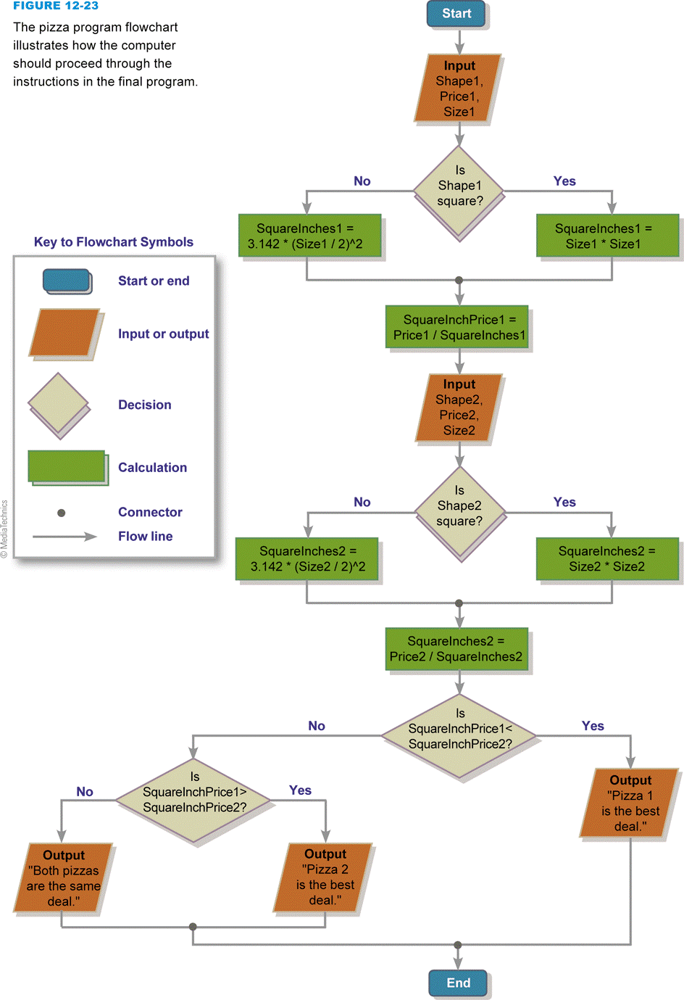 FIGURE 12-23
The pizza program flowchart
illustrates how the computer
should proceed through the
instructions in the final program.
Start
Input
Shape1,
Price1,
Size1
Is
Shape1
square?
No
Yes
SquareInches1 =
3.142 * (Size1 / 2)^2
SquareInches1 =
Size1 * Size1
SquareInchPrice1 =
Price1 / SquareInches1
Input
Shape2,
Price2,
Size2
Is
Shape2
square?
No
Yes
SquareInches2 =
3.142 * (Size2 / 2)^2
SquareInches2 =
Size2 * Size2
SquareInches2 =
Price2 / SquareInches2
Is
SquareInchPrice1<
SquareInchPrice2?
No
Yes
Is
SquareInchPrice1>
SquareInchPrice2?
No
Yes
Output
"Pizza 1
is the best
deal."
Output
"Both pizzas
are the same
deal."
Output
"Pizza 2
is the best
deal."
End
Key to Flowchart Symbols
Start or end
Input or output
Decision
Calculation
Connector
Flow line
© MediaTechnics